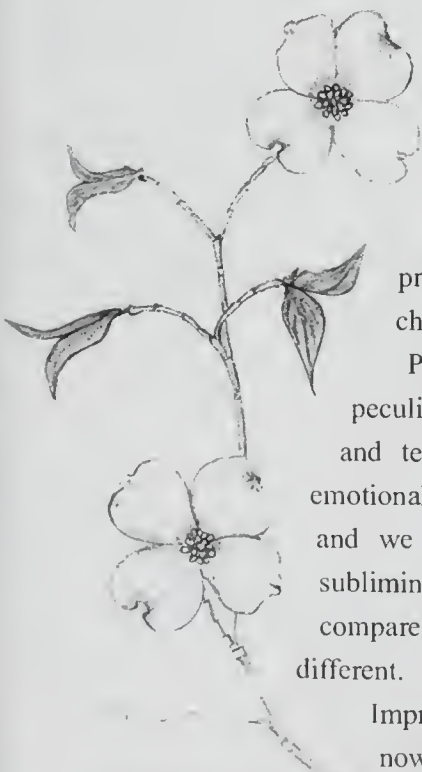 pr
ch
P
peculi
and te
emotional
and we
sublimin
compare
different.
Impr
now